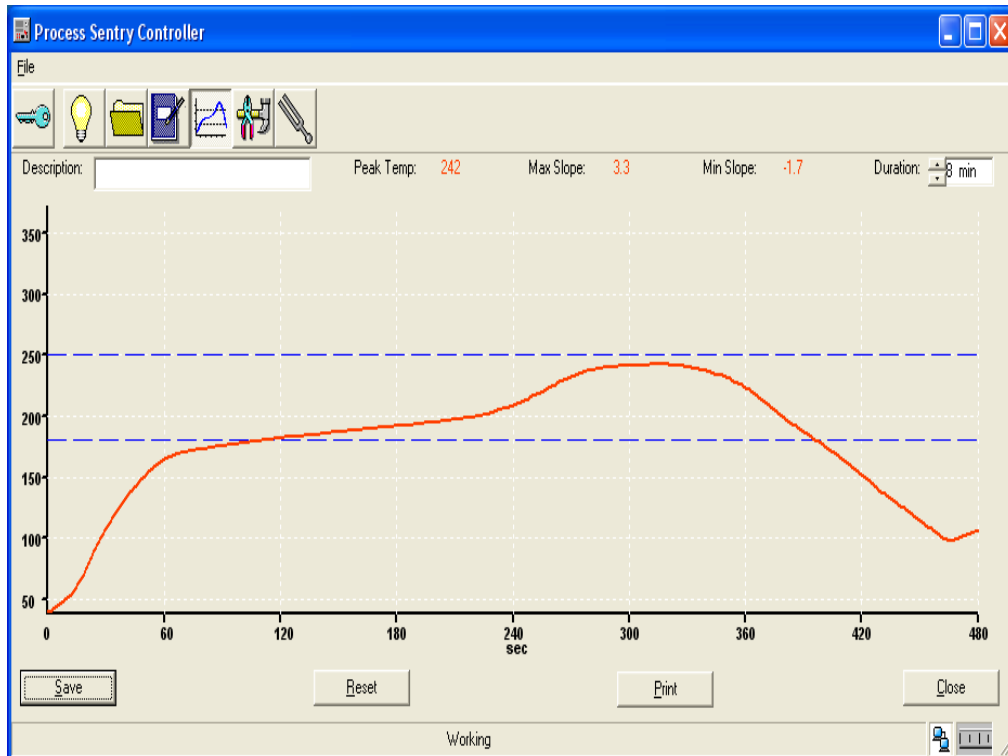 Process Sentry Controller
File
Description: Peak Temp: 242 Max Slope: 3.3 Min Slope: -1.7 Duration: 8 min
350
300
250
200
150
100
50
0 60 120 180 240 300 360 420 480
sec
Save Reset Print Close
Working